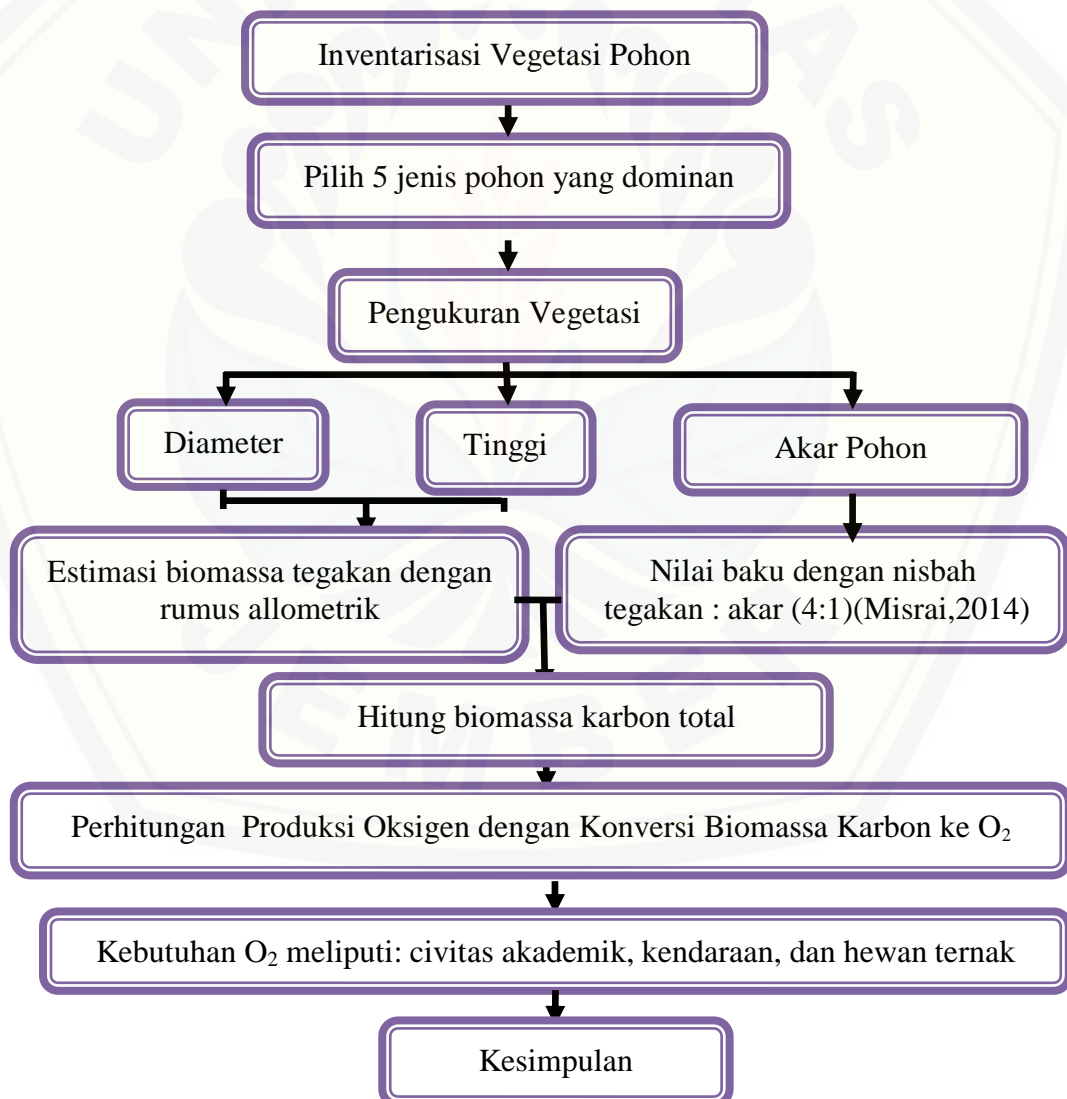 Inventarisasi Vegetasi Pohon
Pilih 5 jenis pohon yang dominan
Pengukuran Vegetasi
Diameter
Tinggi
Akar Pohon
Estimasi biomassa tegakan dengan
rumus allometrik
Nilai baku dengan nisbah
tegakan : akar (4:1)(Misrai,2014)
Hitung biomassa karbon total
Perhitungan Produksi Oksigen dengan Konversi Biomassa Karbon ke O₂
Kebutuhan O₂ meliputi: civitas akademik, kendaraan, dan hewan ternak
Kesimpulan